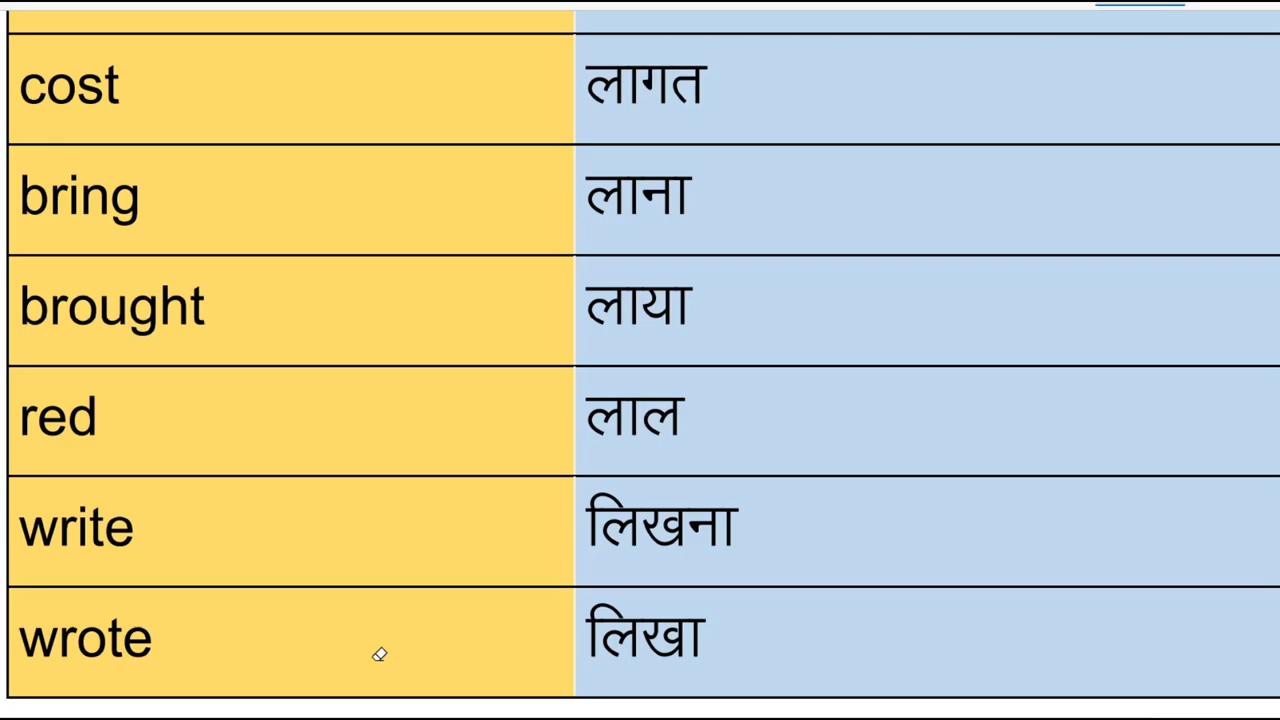 cost लागत
bring लाना
brought लाया
red लाल
write लिखना
wrote लिखा